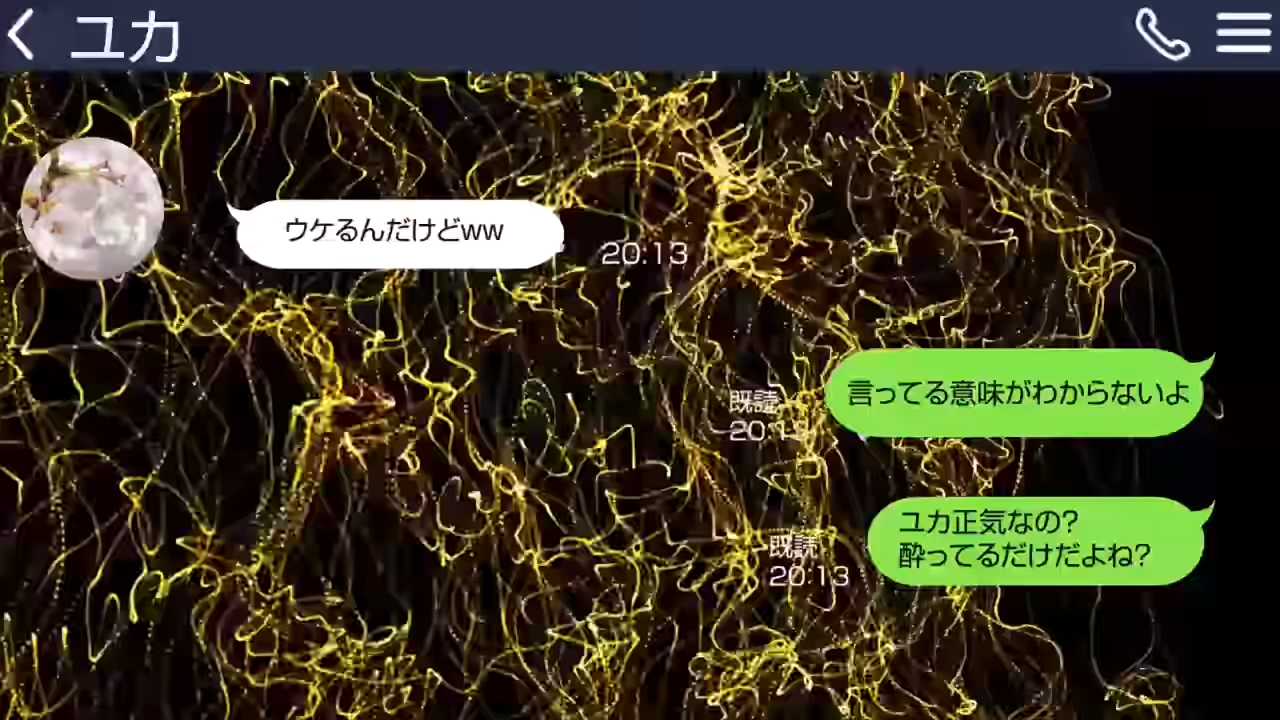 ユカ
ウケるんだけどww
20:13
言ってる意味がわからないよ
既読
20:13
ユカ正気なの?
酔ってるだけだよね?
既読
20:13